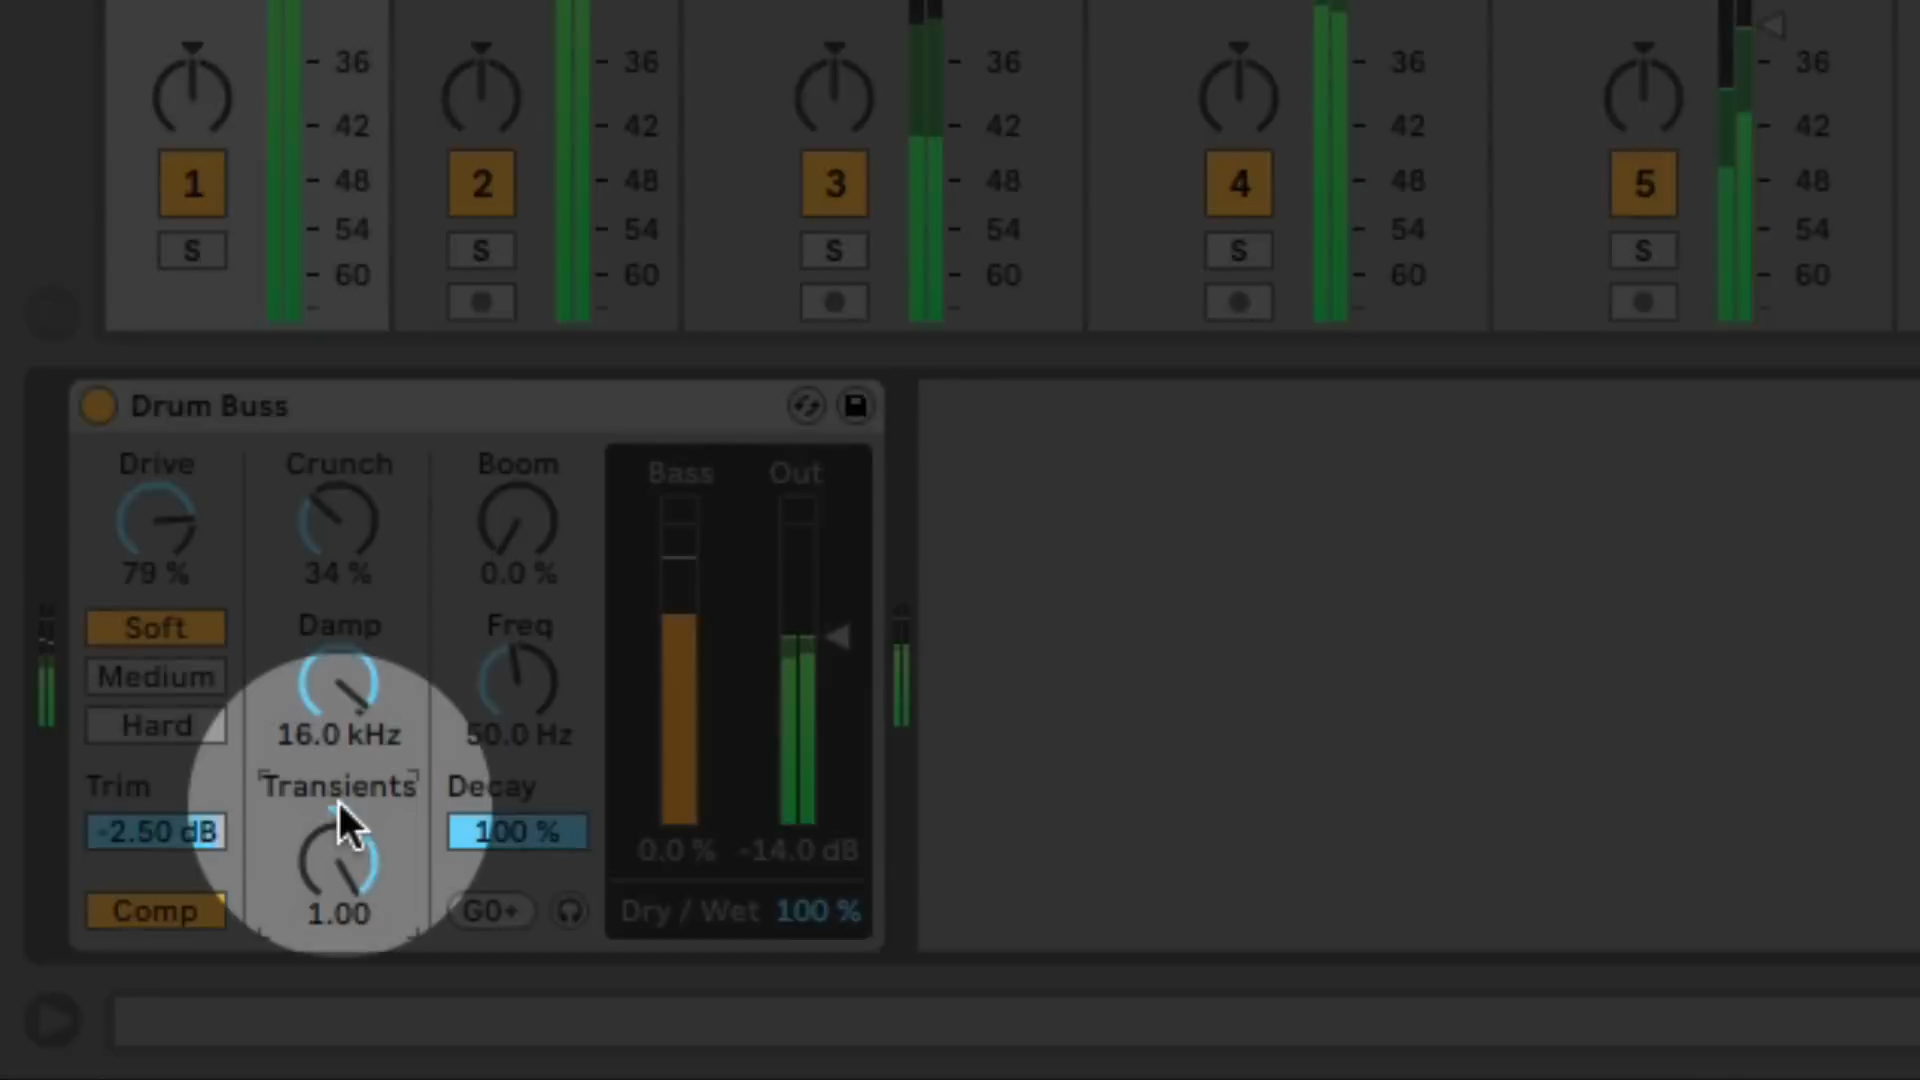 36 36 36 36 36
42 42 42 42 42
1 2 3 4 5
48 48 48 48 48
54 54 54 54 54
S S S S S
60 60 60 60 60
Drum Buss
Drive Crunch Boom Bass Out
79 % 34 % 0.0 %
Soft Damp Freq
Medium
Hard 16.0 kHz 50.0 Hz
Trim Transients Decay
-2.50 dB 100 %
0.0 % -14.0 dB
Comp 1.00 G0+ Dry / Wet 100 %